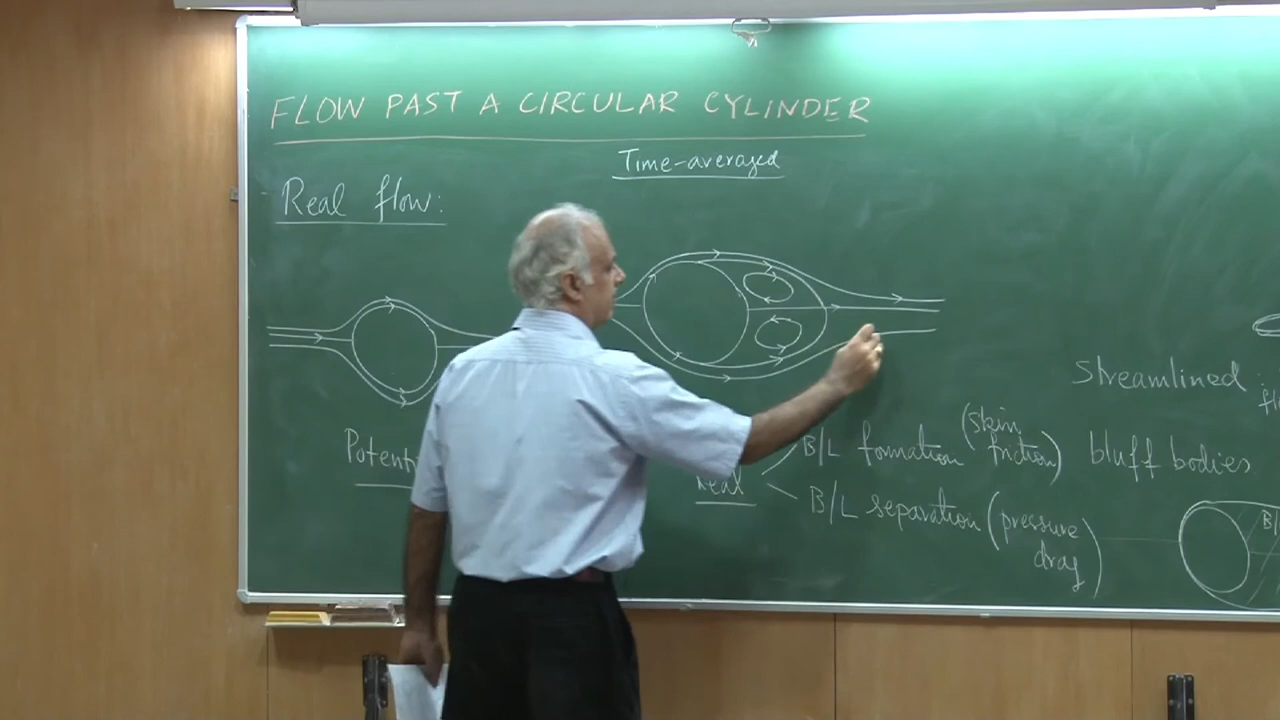 FLOW PAST A CIRCULAR CYLINDER
Time-averaged
Real flow:
Streamlined
Potent
Real
B/L formation (skin friction)
bluff bodies
B/L separation (pressure drag)
B/